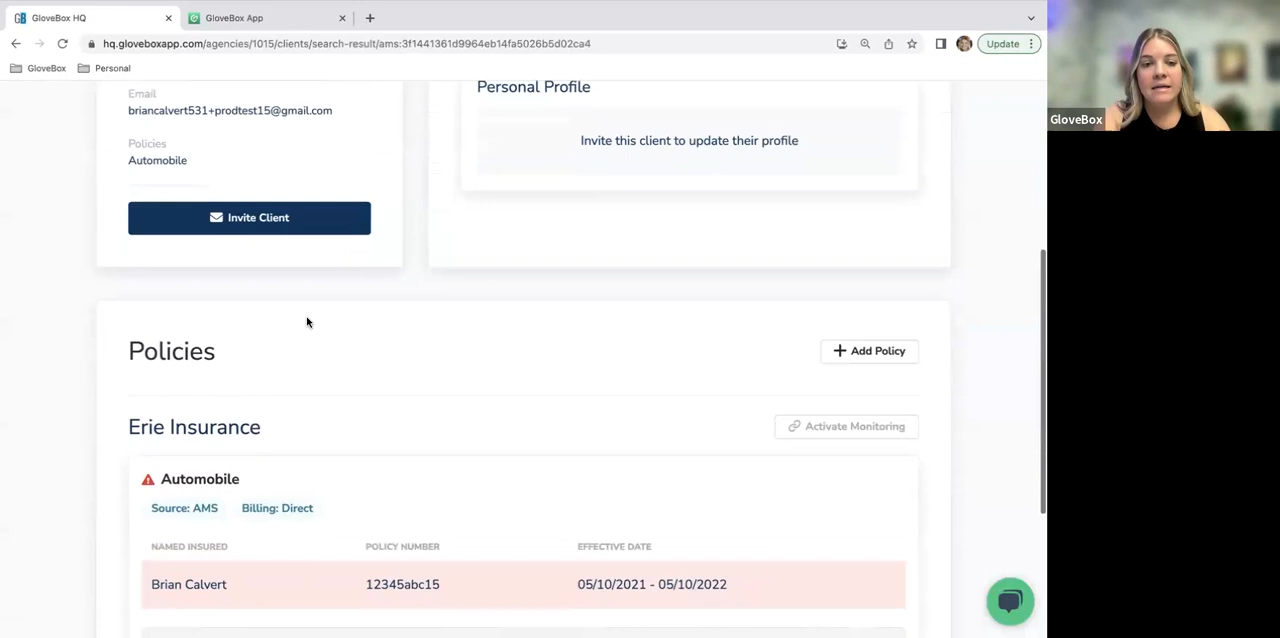 GloveBox HQ
GloveBox App
hq.gloveboxapp.com/agencies/1015/clients/search-result/ams:3f1441361d9964eb14fa5026b5d02ca4
Update
GloveBox
Personal
GloveBox
Email
briancalvert531+prodtest15@gmail.com
Policies
Automobile
Invite Client
Personal Profile
Invite this client to update their profile
Policies
Add Policy
Erie Insurance
Activate Monitoring
Automobile
Source: AMS Billing: Direct
NAMED INSURED POLICY NUMBER EFFECTIVE DATE
Brian Calvert 12345abc15 05/10/2021 - 05/10/2022